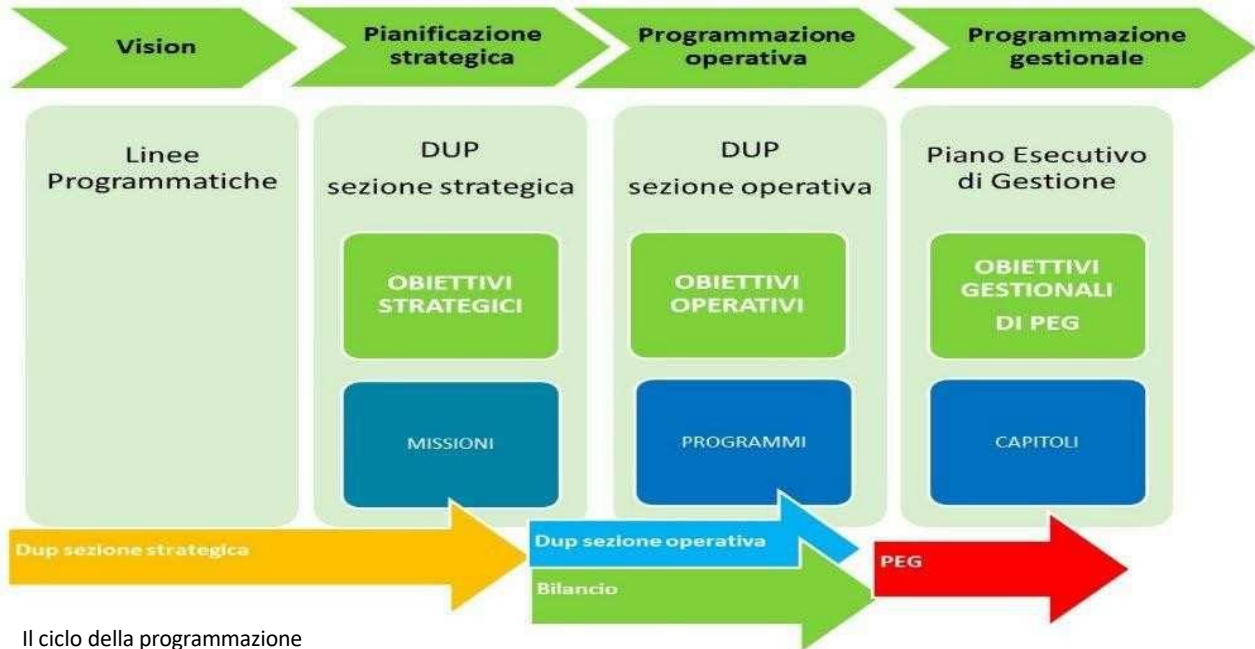 Vision
Pianificazione
strategica
Programmazione
operativa
Programmazione
gestionale
Linee
Programmatiche
DUP
sezione strategica
OBIETTIVI
STRATEGICI
MISSIONI
DUP
sezione operativa
OBIETTIVI
OPERATIVI
PROGRAMMI
Piano Esecutivo
di Gestione
OBIETTIVI
GESTIONALI
DI PEG
CAPITOLI
Dup sezione strategica
Dup sezione operativa
Bilancio
PEG
Il ciclo della programmazione